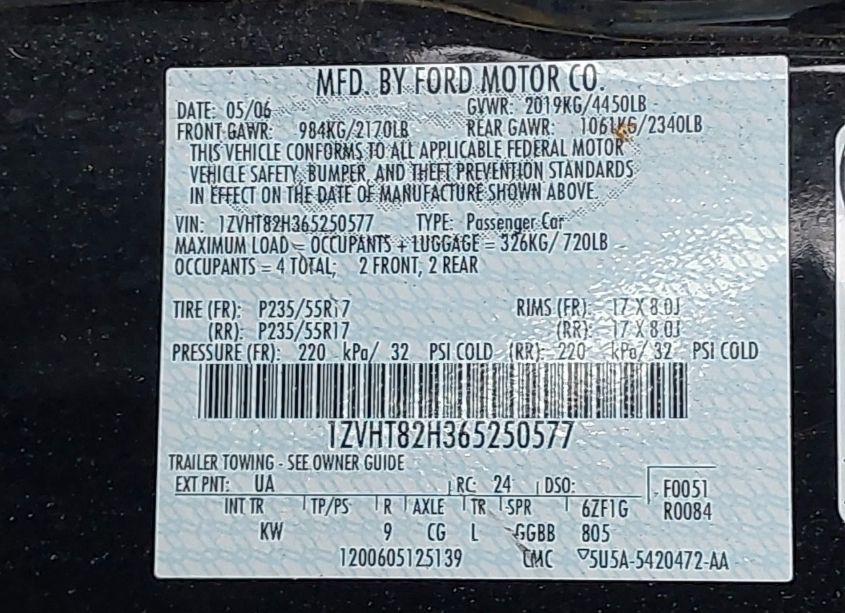 MFD. BY FORD MOTOR CO.
DATE: 05/06 GVWR: 2019KG/4450LB
FRONT GAWR: 984KG/2170LB REAR GAWR: 1061KG/2340LB
THIS VEHICLE CONFORMS TO ALL APPLICABLE FEDERAL MOTOR
VEHICLE SAFETY, BUMPER, AND THEFT PREVENTION STANDARDS
IN EFFECT ON THE DATE OF MANUFACTURE SHOWN ABOVE.
VIN: 1ZVHT82H365250577 TYPE: Passenger Car
MAXIMUM LOAD = OCCUPANTS + LUGGAGE = 326KG/ 720LB
OCCUPANTS = 4 TOTAL; 2 FRONT, 2 REAR
TIRE (FR): P235/55R17 RIMS (FR): 17 X 8.0J
(RR): P235/55R17 (RR): 17 X 8.0J
PRESSURE (FR): 220 kPa/ 32 PSI COLD (RR): 220 kPa/ 32 PSI COLD
1ZVHT82H365250577
TRAILER TOWING - SEE OWNER GUIDE
EXT PNT: UA RC: 24 DSO: F0051
INT TR TP/PS R AXLE TR SPR 6ZF1G R0084
KW 9 CG L GGBB 805
1200605125139 LMC ▽5U5A-5420472-AA